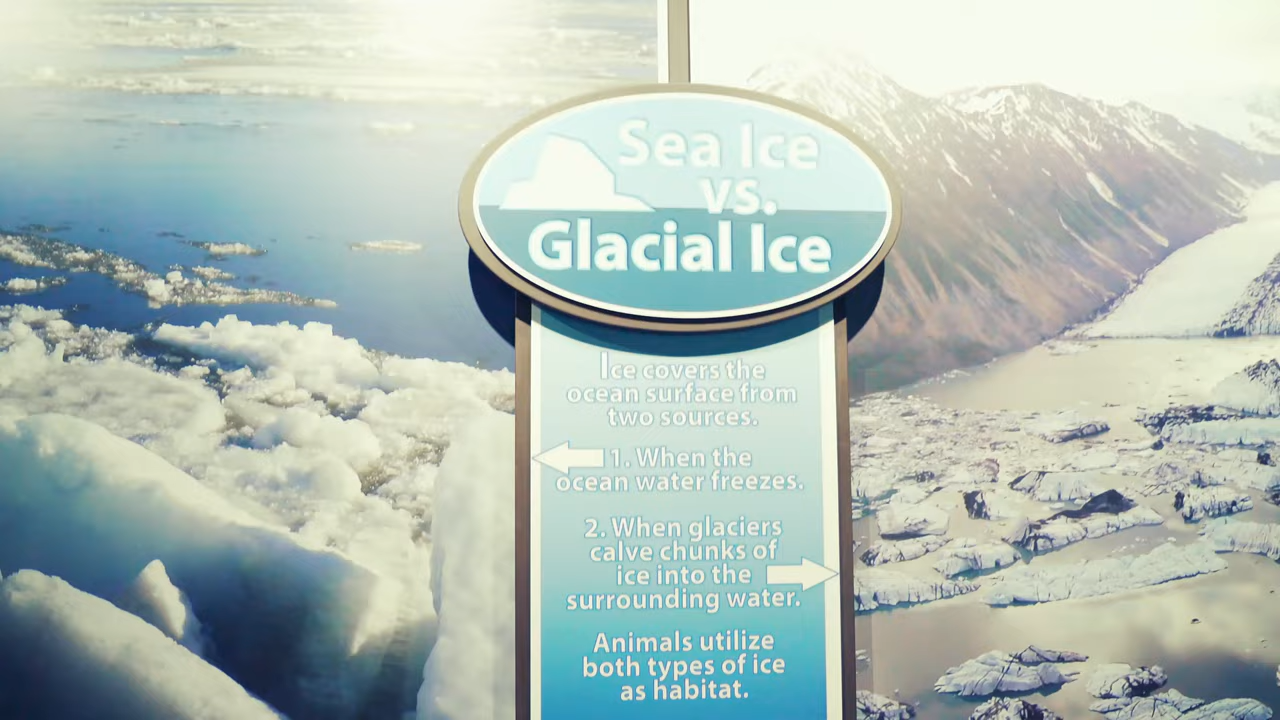 Sea Ice
vs.
Glacial Ice
Ice covers the
ocean surface from
two sources.
1. When the
ocean water freezes.
2. When glaciers
calve chunks of
ice into the
surrounding water.
Animals utilize
both types of ice
as habitat.